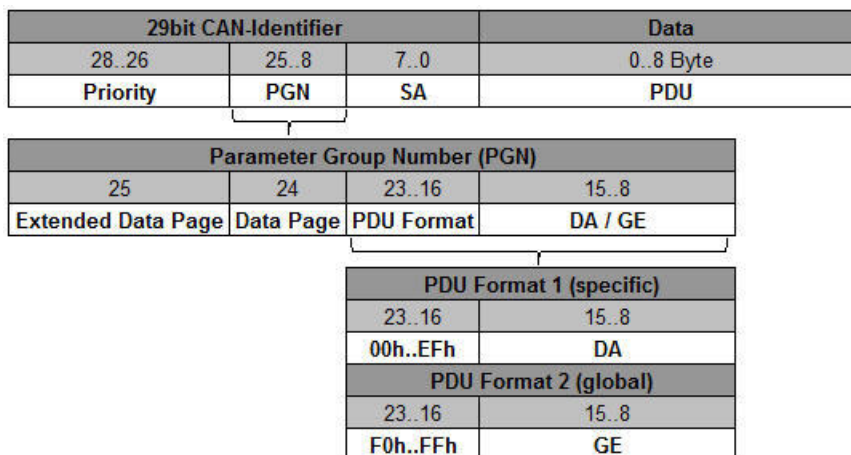 29bit CAN-Identifier Data
28..26 25..8 7..0 0..8 Byte
Priority PGN SA PDU
Parameter Group Number (PGN)
25 24 23..16 15..8
Extended Data Page Data Page PDU Format DA / GE
PDU Format 1 (specific)
23..16 15..8
00h..EFh DA
PDU Format 2 (global)
23..16 15..8
F0h..FFh GE